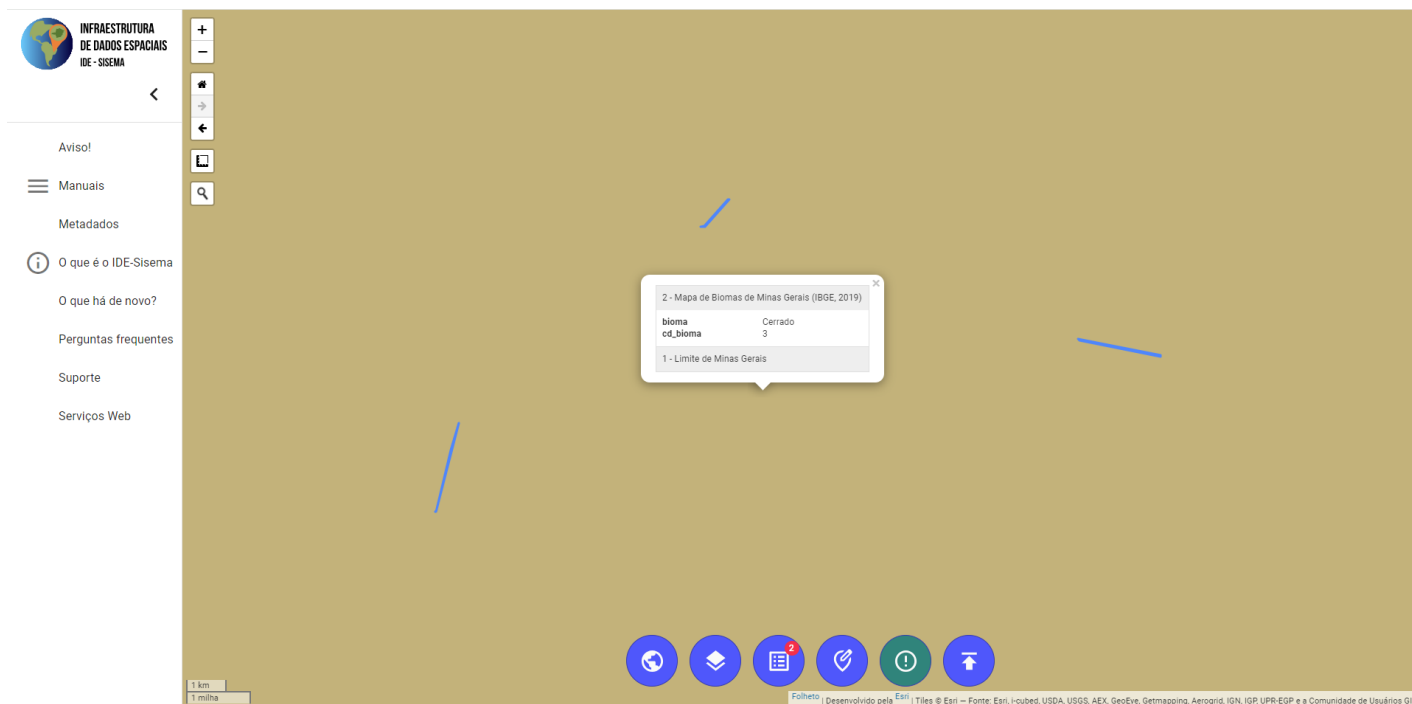 INFRAESTRUTURA
DE DADOS ESPACIAIS
IDE - SISEMA
Aviso!
Manuais
Metadados
O que é o IDE-Sisema
O que há de novo?
Perguntas frequentes
Suporte
Serviços Web
+
−
×
2 - Mapa de Biomas de Minas Gerais (IBGE, 2019)
bioma Cerrado
cd_bioma 3
1 - Limite de Minas Gerais
2
1 km
1 milha
Folheto | Desenvolvido pela Esri | Tiles © Esri — Fonte: Esri, i-cubed, USDA, USGS, AEX, GeoEye, Getmapping, Aerogrid, IGN, IGP, UPR-EGP e a Comunidade de Usuários GI